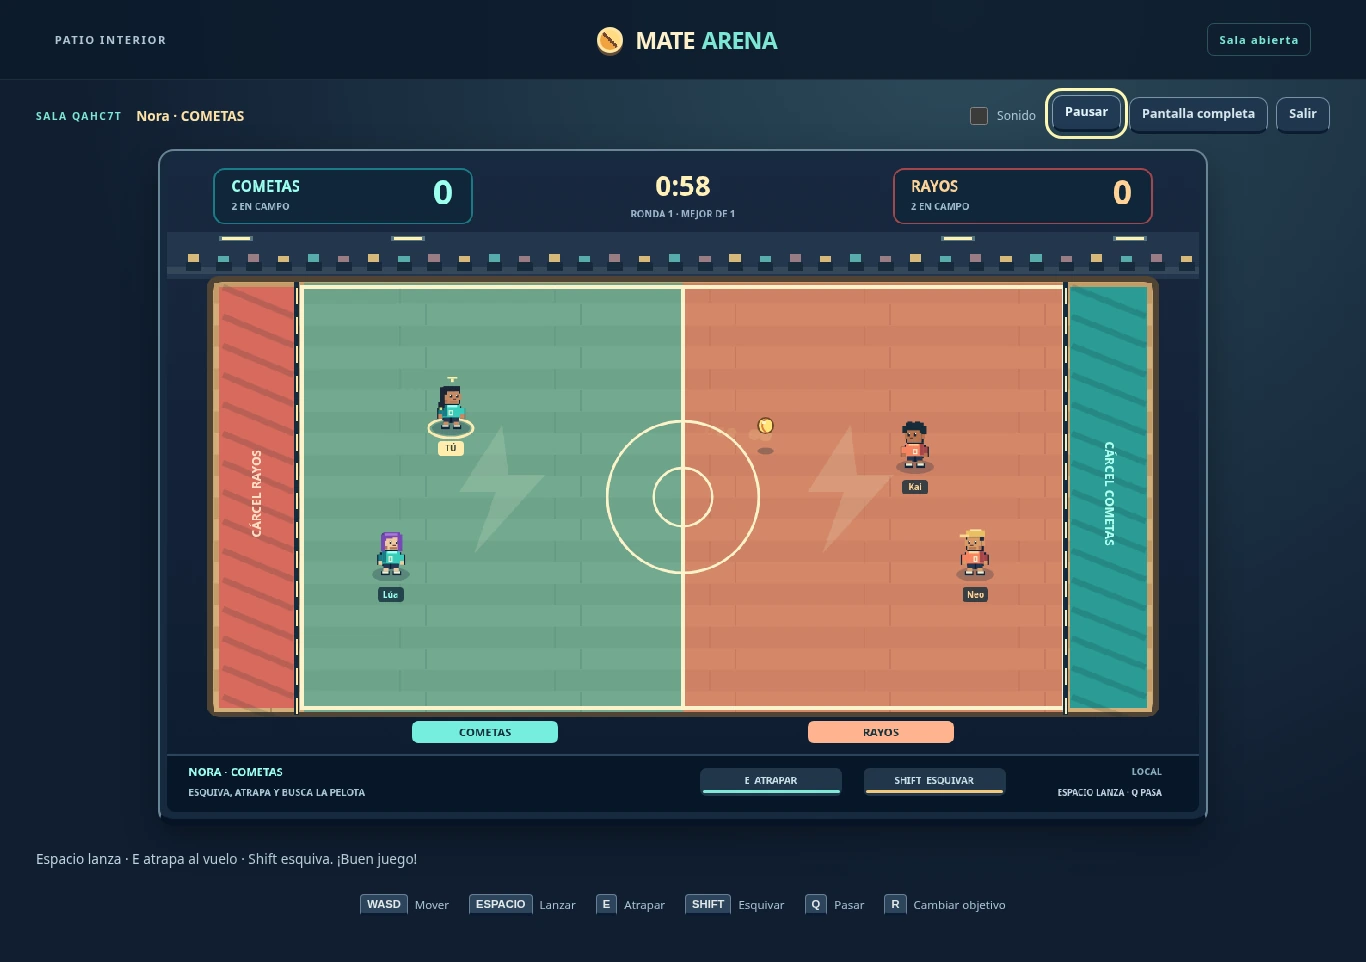 PATIO INTERIOR
MATE ARENA
Sala abierta
SALA QAHC7T
Nora · COMETAS
Sonido
Pausar
Pantalla completa
Salir
COMETAS
0
2 EN CAMPO
0:58
RONDA 1 · MEJOR DE 1
RAYOS
0
2 EN CAMPO
CÁRCEL RAYOS
TÚ
Lúa
Kai
Neo
CÁRCEL COMETAS
COMETAS
RAYOS
NORA · COMETAS
ESQUIVA, ATRAPA Y BUSCA LA PELOTA
E ATRAPAR
SHIFT ESQUIVAR
LOCAL
ESPACIO LANZA · Q PASA
Espacio lanza · E atrapa al vuelo · Shift esquiva. ¡Buen juego!
WASD Mover ESPACIO Lanzar E Atrapar SHIFT Esquivar Q Pasar R Cambiar objetivo